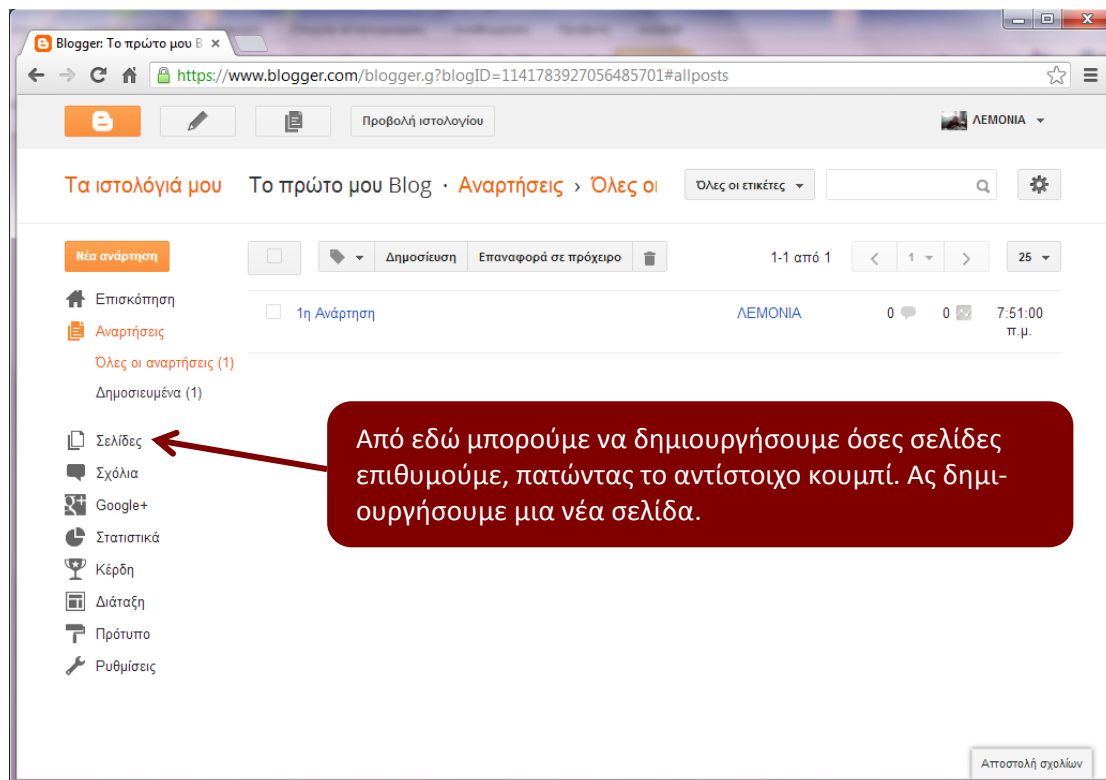 Blogger: Το πρώτο μου B
https://www.blogger.com/blogger.g?blogID=1141783927056485701#allposts
Προβολή ιστολογίου
ΛΕΜΟΝΙΑ
Τα ιστολόγιά μου
Το πρώτο μου Blog · Αναρτήσεις › Όλες οι
Όλες οι ετικέτες
Νέα ανάρτηση
Δημοσίευση
Επαναφορά σε πρόχειρο
1-1 από 1
1
25
Επισκόπηση
1η Ανάρτηση
ΛΕΜΟΝΙΑ
0
0
7:51:00
π.μ.
Αναρτήσεις
Όλες οι αναρτήσεις (1)
Δημοσιευμένα (1)
Σελίδες
Σχόλια
Google+
Στατιστικά
Κέρδη
Διάταξη
Πρότυπο
Ρυθμίσεις
Από εδώ μπορούμε να δημιουργήσουμε όσες σελίδες
επιθυμούμε, πατώντας το αντίστοιχο κουμπί. Ας δημι-
ουργήσουμε μια νέα σελίδα.
Αποστολή σχολίων